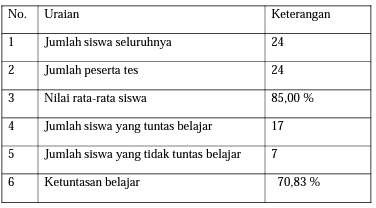 No. Uraian Keterangan
1 Jumlah siswa seluruhnya 24
2 Jumlah peserta tes 24
3 Nilai rata-rata siswa 85,00 %
4 Jumlah siswa yang tuntas belajar 17
5 Jumlah siswa yang tidak tuntas belajar 7
6 Ketuntasan belajar 70,83 %